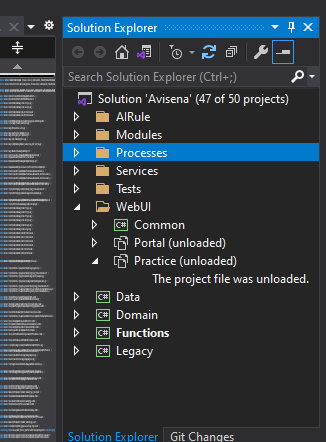 Solution Explorer
Search Solution Explorer (Ctrl+;)
Solution 'Avisena' (47 of 50 projects)
AIRule
Modules
Processes
Services
Tests
WebUI
C# Common
Portal (unloaded)
Practice (unloaded)
The project file was unloaded.
C# Data
C# Domain
C# Functions
C# Legacy
Solution Explorer Git Changes